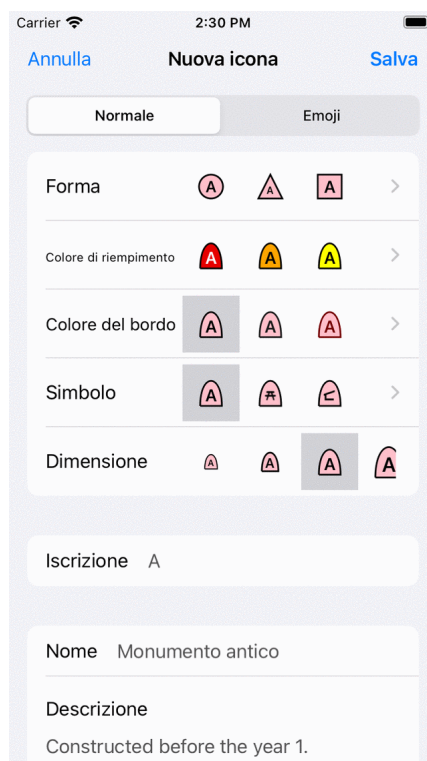 Carrier 2:30 PM
Annulla Nuova icona Salva
Normale Emoji
Forma A A A
Colore di riempimento A A A
Colore del bordo A A A
Simbolo A
Dimensione A A A A
Iscrizione A
Nome Monumento antico
Descrizione
Constructed before the year 1.